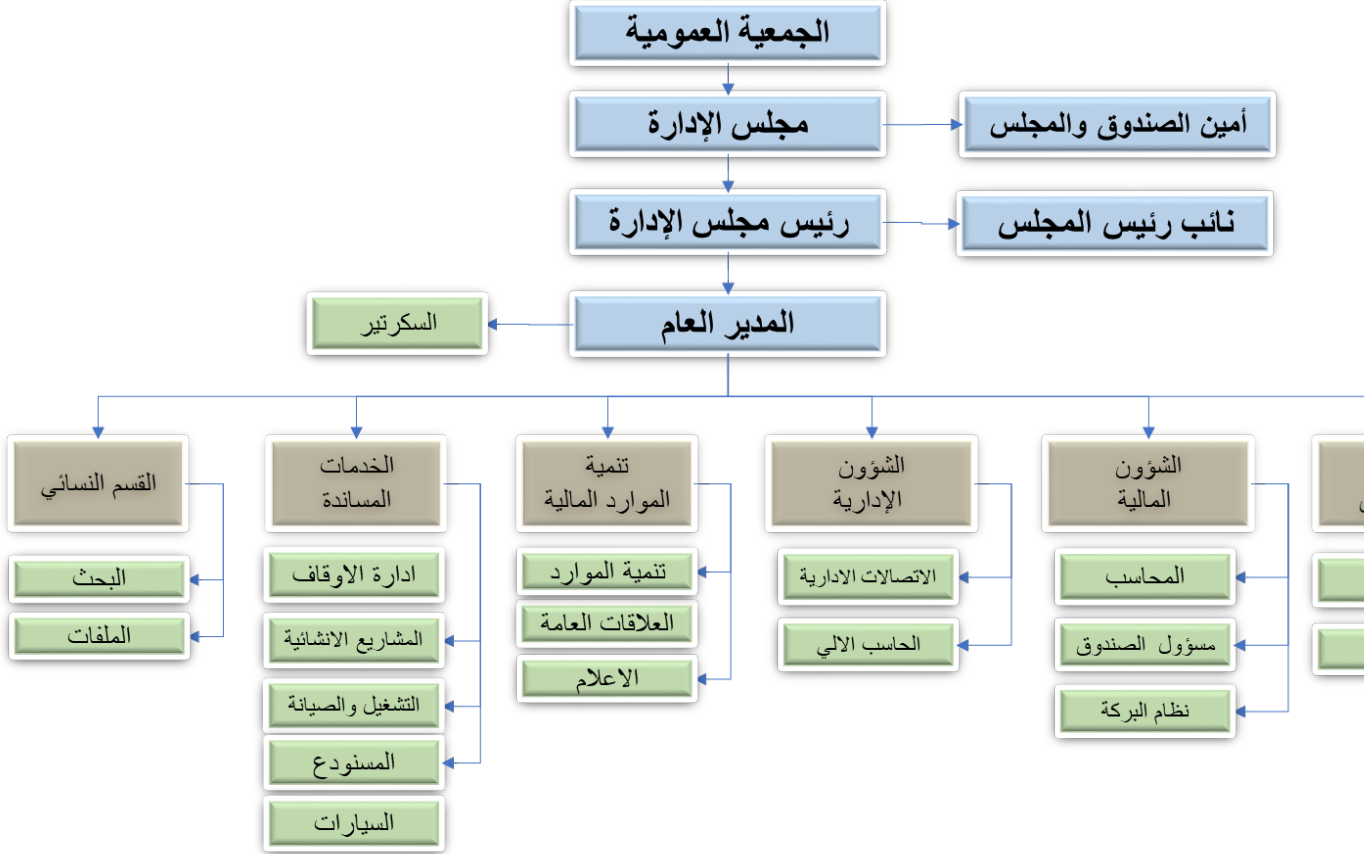 الجمعية العمومية
مجلس الإدارة
أمين الصندوق والمجلس
رئيس مجلس الإدارة
نائب رئيس المجلس
المدير العام
السكرتير
الشؤون
المالية
المحاسب
مسؤول الصندوق
نظام البركة
الشؤون
الإدارية
الاتصالات الادارية
الحاسب الالي
تنمية
الموارد المالية
تنمية الموارد
العلاقات العامة
الاعلام
الخدمات
المساندة
ادارة الاوقاف
المشاريع الانشائية
التشغيل والصيانة
المستودع
السيارات
القسم النسائي
البحث
الملفات